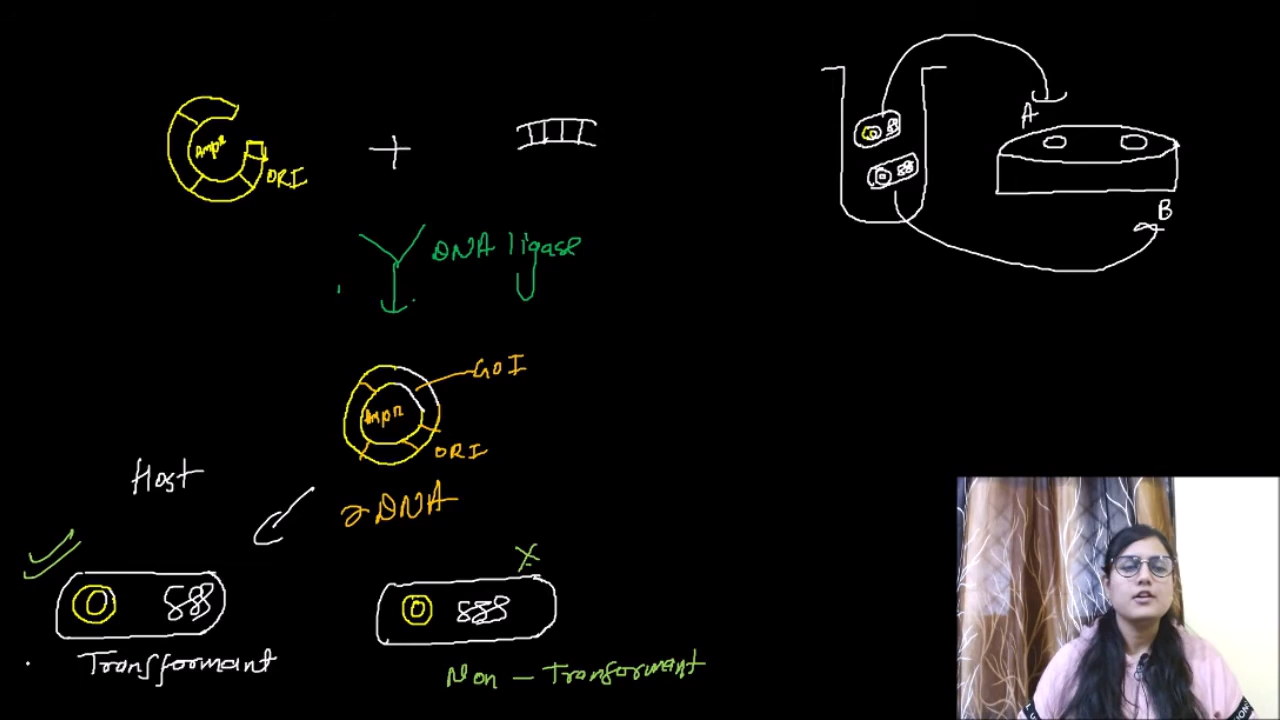 AmpR
ORI
DNA ligase
GOI
AmpR
ORI
rDNA
Host
Transformant
Non - Transformant
A
B